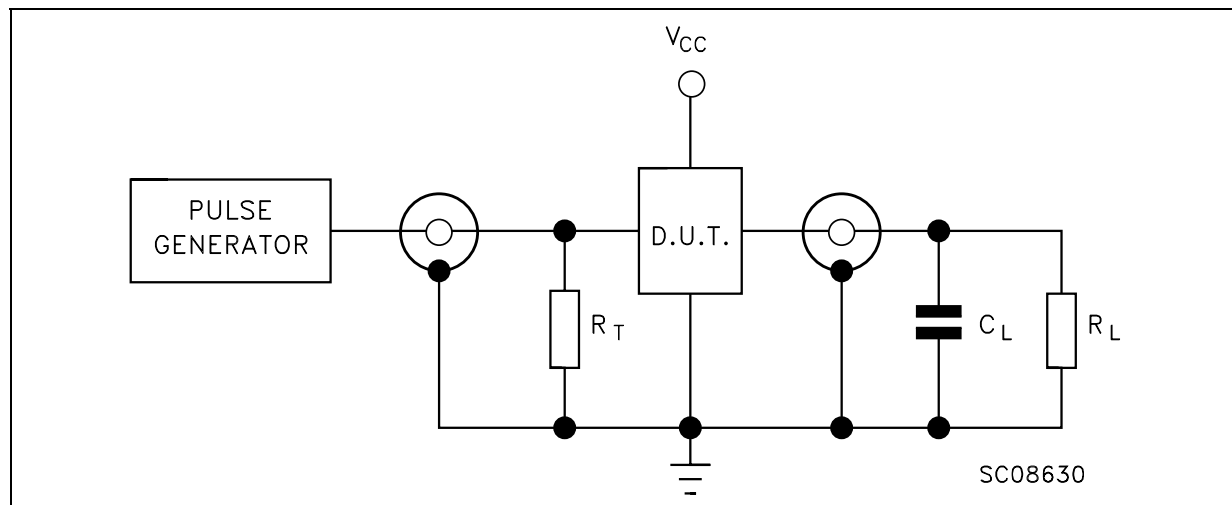 VCC
PULSE
GENERATOR
D.U.T.
RT
CL
RL
SC08630